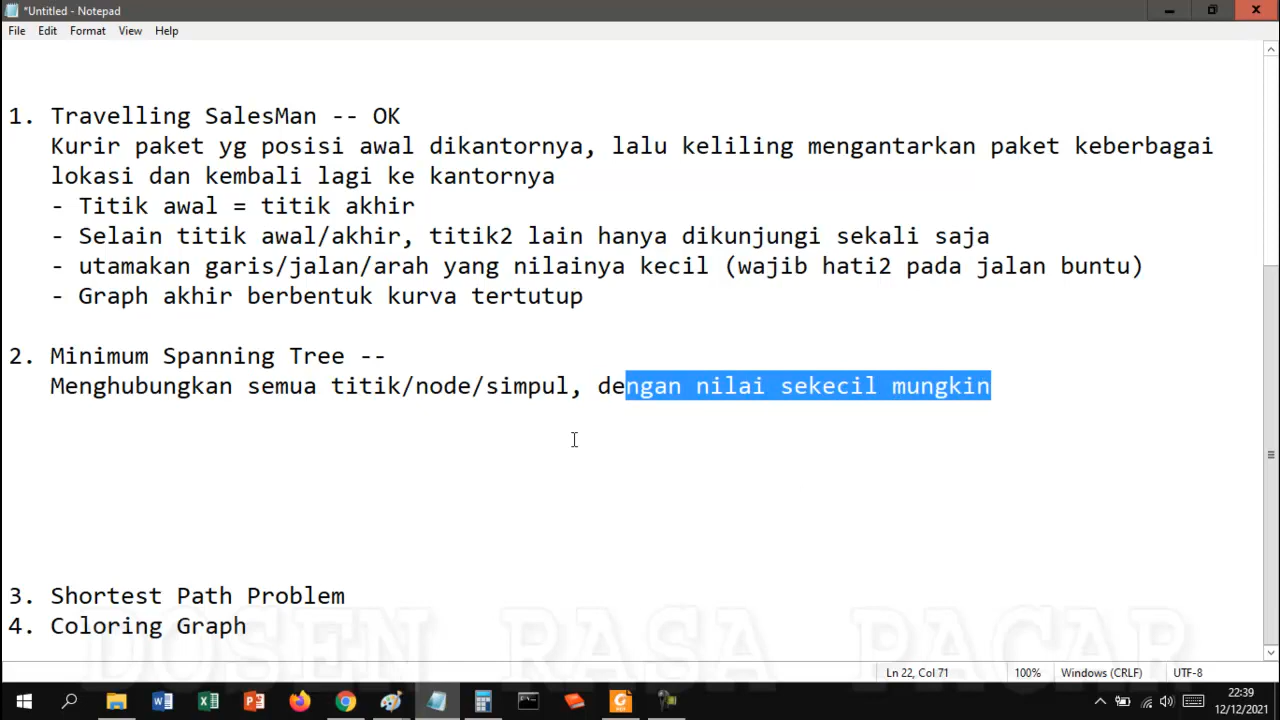 *Untitled - Notepad
File Edit Format View Help
1. Travelling SalesMan -- OK
Kurir paket yg posisi awal dikantornya, lalu keliling mengantarkan paket keberbagai
lokasi dan kembali lagi ke kantornya
- Titik awal = titik akhir
- Selain titik awal/akhir, titik2 lain hanya dikunjungi sekali saja
- utamakan garis/jalan/arah yang nilainya kecil (wajib hati2 pada jalan buntu)
- Graph akhir berbentuk kurva tertutup
2. Minimum Spanning Tree --
Menghubungkan semua titik/node/simpul, dengan nilai sekecil mungkin
3. Shortest Path Problem
4. Coloring Graph
DOSEN RASA PACAR
Ln 22, Col 71 100% Windows (CRLF) UTF-8
22:39
12/12/2021